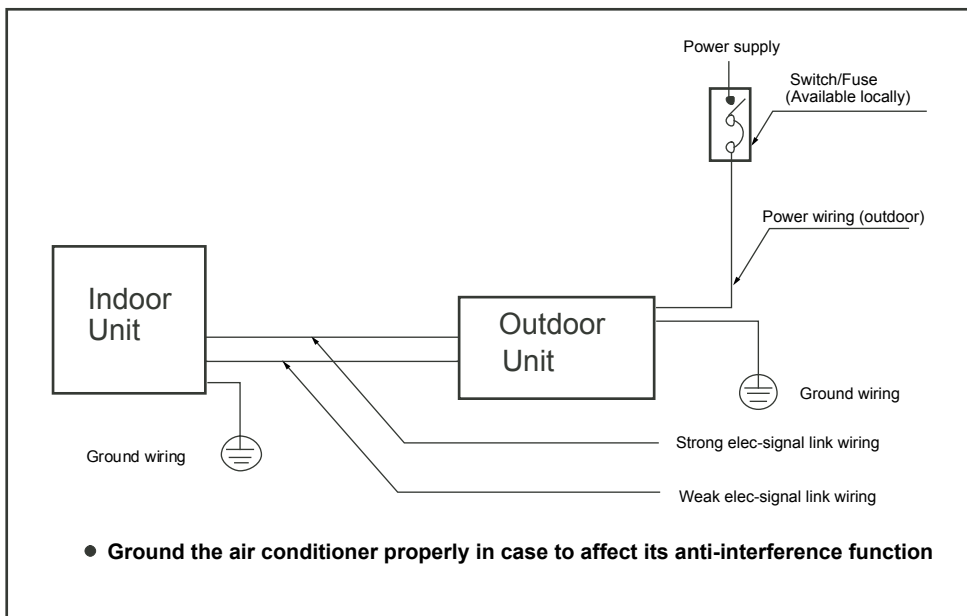 Power supply
Switch/Fuse
(Available locally)
Power wiring (outdoor)
Indoor
Unit
Outdoor
Unit
Ground wiring
Ground wiring
Strong elec-signal link wiring
Weak elec-signal link wiring
● Ground the air conditioner properly in case to affect its anti-interference function